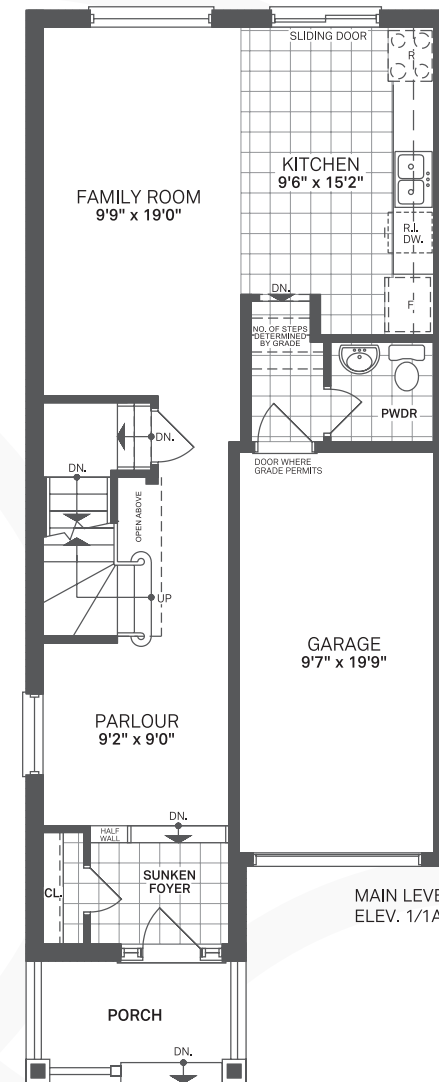 SLIDING DOOR
R
KITCHEN
9'6" x 15'2"
FAMILY ROOM
9'9" x 19'0"
R.I.
DW.
F
DN.
NO. OF STEPS
DETERMINED
BY GRADE
PWDR
DN.
DN.
DOOR WHERE
GRADE PERMITS
OPEN ABOVE
UP
GARAGE
9'7" x 19'9"
PARLOUR
9'2" x 9'0"
DN.
HALF
WALL
SUNKEN
FOYER
CL.
MAIN LEVE
ELEV. 1/1A
PORCH
DN.